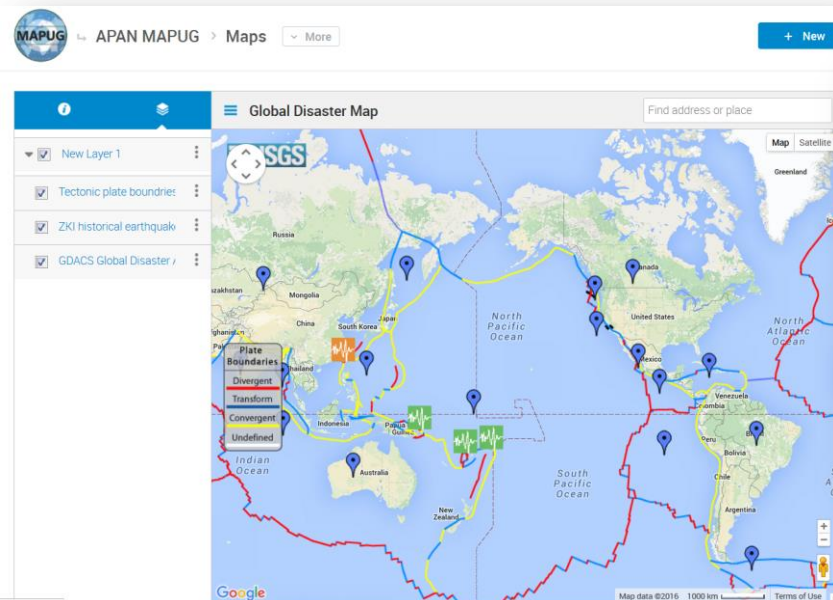 MAPUG
APAN MAPUG > Maps
More
+ New
Global Disaster Map
Find address or place
New Layer 1
Tectonic plate boundries
ZKI historical earthquak
GDACS Global Disaster
USGS
Map Satellite
Greenland
Russia
Canada
Mongolia
China
South Korea
Japan
North
Pacific
Ocean
United States
North
Atlantic
Ocean
Mexico
Plate
Boundaries
Divergent
Transform
Convergent
Undefined
Thailand
Venezuela
Indonesia
Papua
Peru
Bolivia
Indian
Ocean
Australia
South
Pacific
Ocean
Chile
Argentina
New
Zealand
Google
Map data ©2016
1000 km
Terms of Use